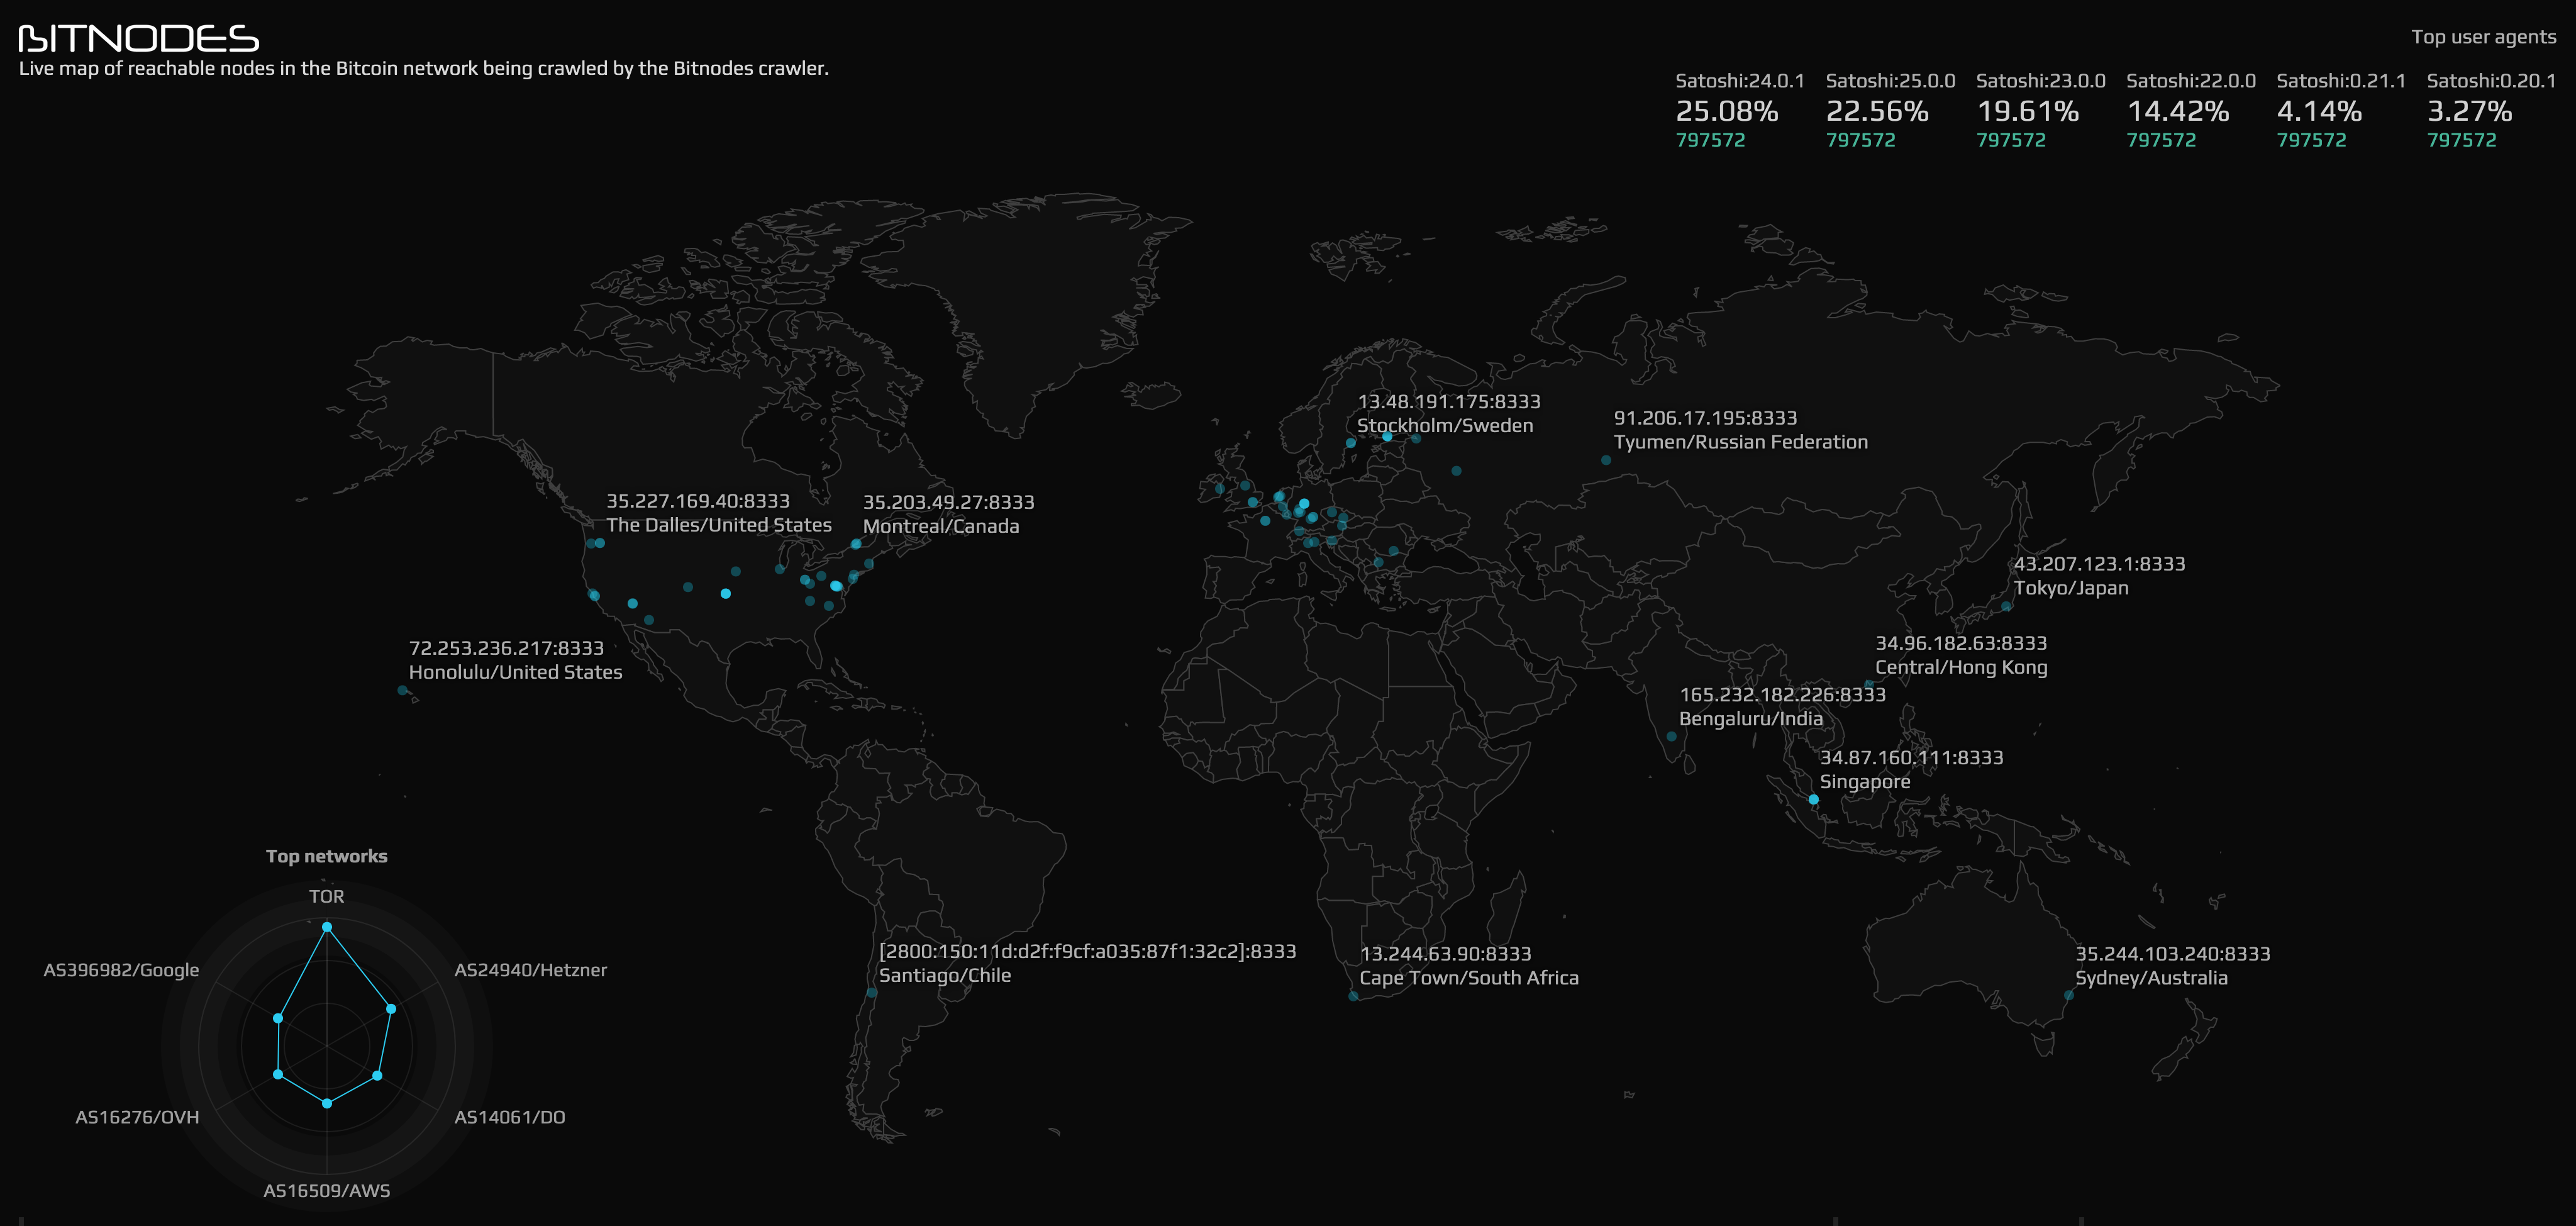 BITNODES
Live map of reachable nodes in the Bitcoin network being crawled by the Bitnodes crawler.
Top user agents
Satoshi:24.0.1 Satoshi:25.0.0 Satoshi:23.0.0 Satoshi:22.0.0 Satoshi:0.21.1 Satoshi:0.20.1
25.08% 22.56% 19.61% 14.42% 4.14% 3.27%
797572 797572 797572 797572 797572 797572
13.48.191.175:8333
Stockholm/Sweden
91.206.17.195:8333
Tyumen/Russian Federation
35.227.169.40:8333
The Dalles/United States
35.203.49.27:8333
Montreal/Canada
43.207.123.1:8333
Tokyo/Japan
72.253.236.217:8333
Honolulu/United States
34.96.182.63:8333
Central/Hong Kong
165.232.182.226:8333
Bengaluru/India
34.87.160.111:8333
Singapore
[2800:150:11d:d2f:f9cf:a035:87f1:32c2]:8333
Santiago/Chile
13.244.63.90:8333
Cape Town/South Africa
35.244.103.240:8333
Sydney/Australia
Top networks
TOR
AS396982/Google
AS24940/Hetzner
AS16276/OVH
AS14061/DO
AS16509/AWS